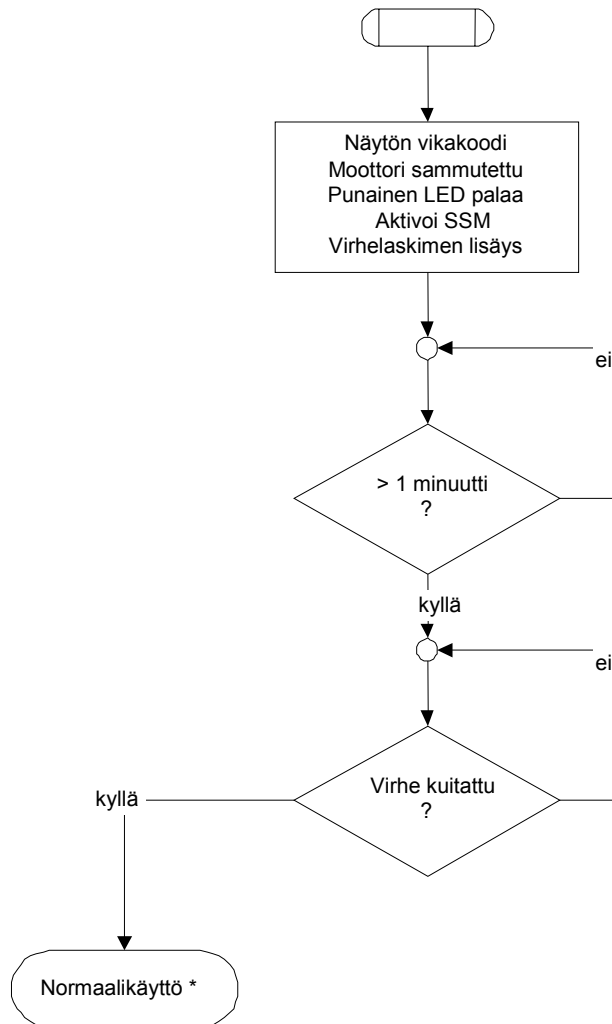 Näytön vikakoodi
Moottori sammutettu
Punainen LED palaa
Aktivoi SSM
Virhelaskimen lisäys
ei
> 1 minuutti
?
kyllä
ei
Virhe kuitattu
?
kyllä
Normaalikäyttö *